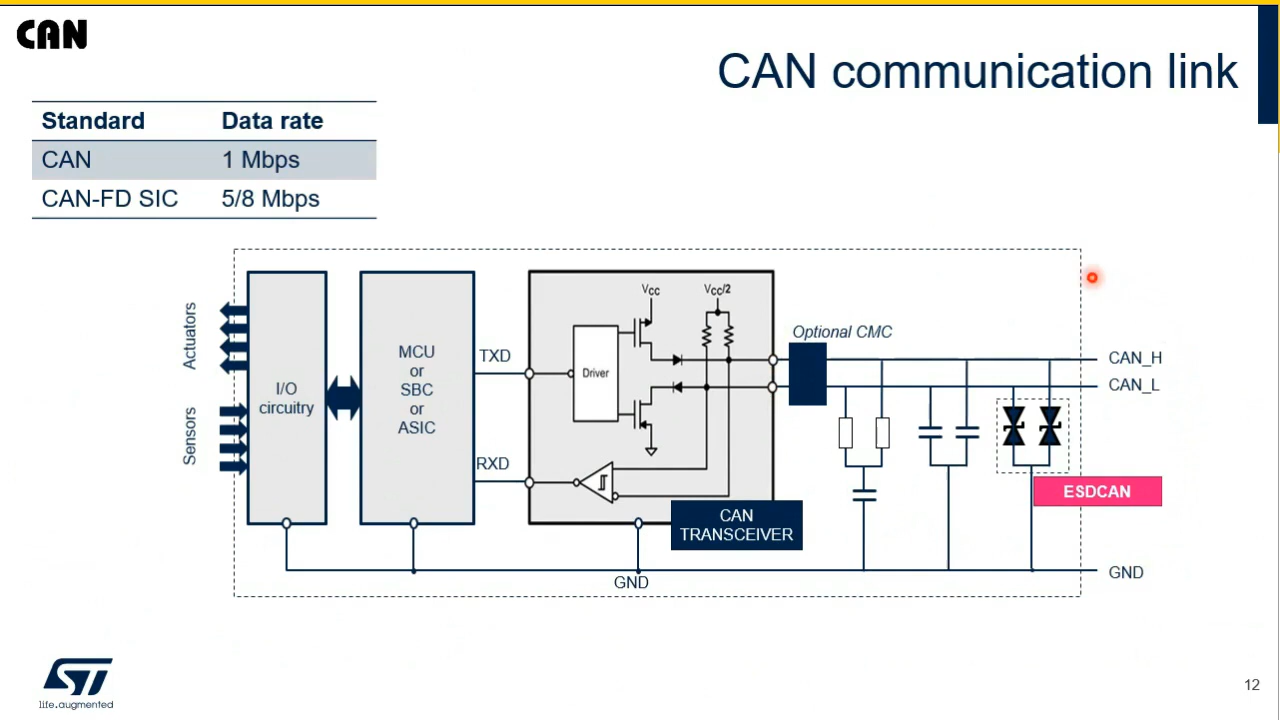 CAN
CAN communication link
Standard Data rate
CAN 1 Mbps
CAN-FD SIC 5/8 Mbps
Actuators
Sensors
I/O
circuitry
MCU
or
SBC
or
ASIC
TXD
RXD
Driver
VCC
VCC/2
CAN
TRANSCEIVER
GND
Optional CMC
CAN_H
CAN_L
ESDCAN
GND
ST
life.augmented
12